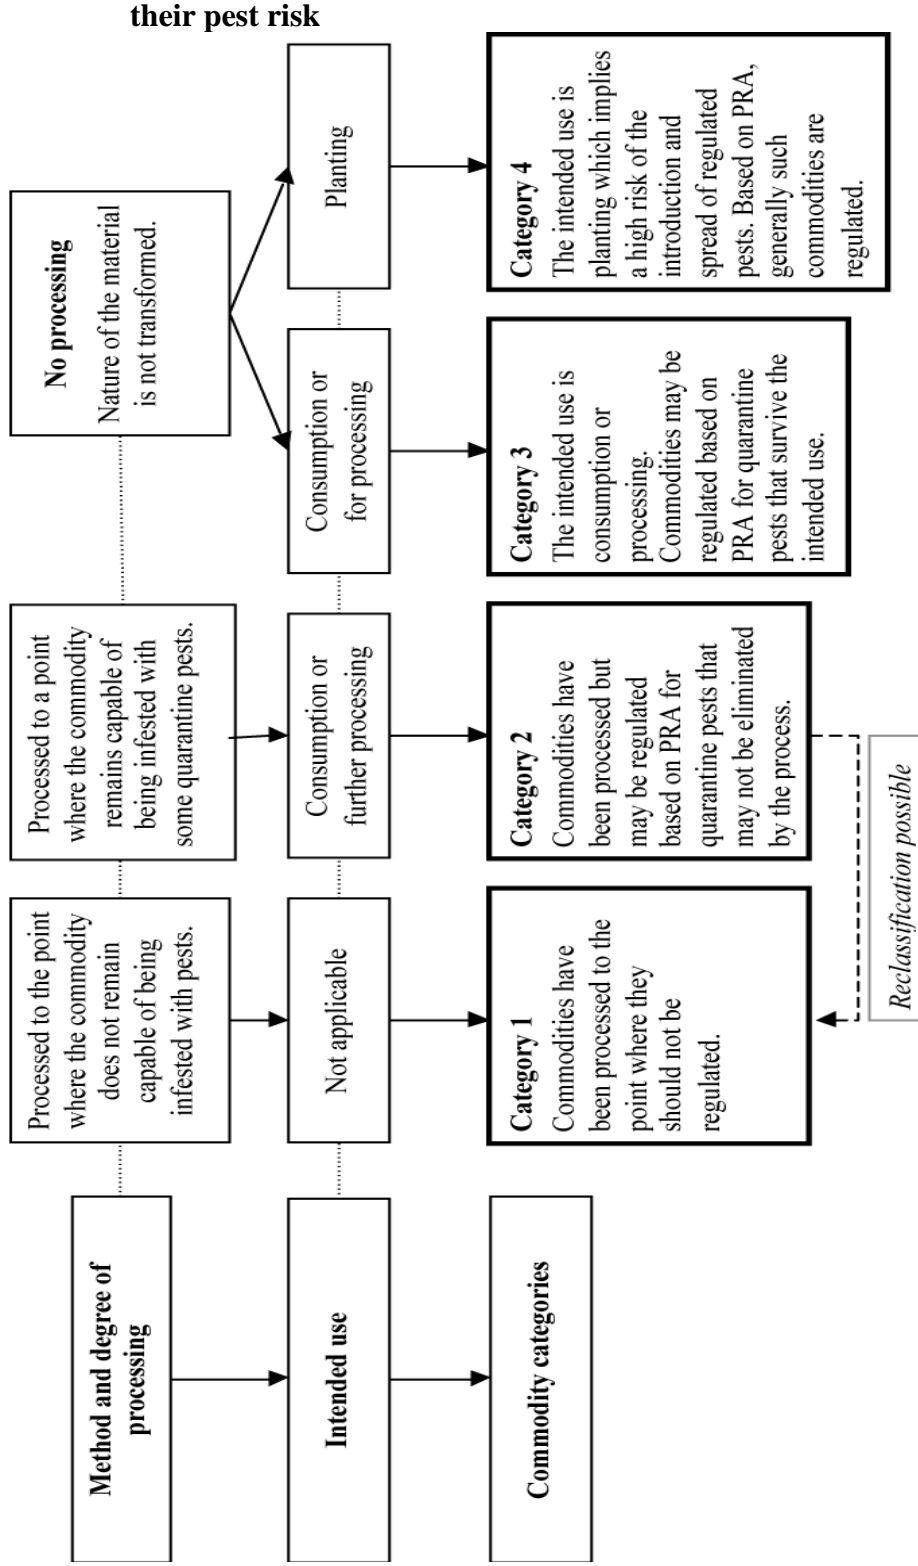 their pest risk
Method and degree of
processing
Processed to the point
where the commodity
does not remain
capable of being
infested with pests.
Processed to a point
where the commodity
remains capable of
being infested with
some quarantine pests.
No processing
Nature of the material
is not transformed.
Intended use
Not applicable
Consumption or
further processing
Consumption or
for processing
Planting
Commodity categories
Category 1
Commodities have
been processed to the
point where they
should not be
regulated.
Category 2
Commodities have
been processed but
may be regulated
based on PRA for
quarantine pests that
may not be eliminated
by the process.
Category 3
The intended use is
consumption or
processing.
Commodities may be
regulated based on
PRA for quarantine
pests that survive the
intended use.
Category 4
The intended use is
planting which implies
a high risk of the
introduction and
spread of regulated
pests. Based on PRA,
generally such
commodities are
regulated.
Reclassification possible